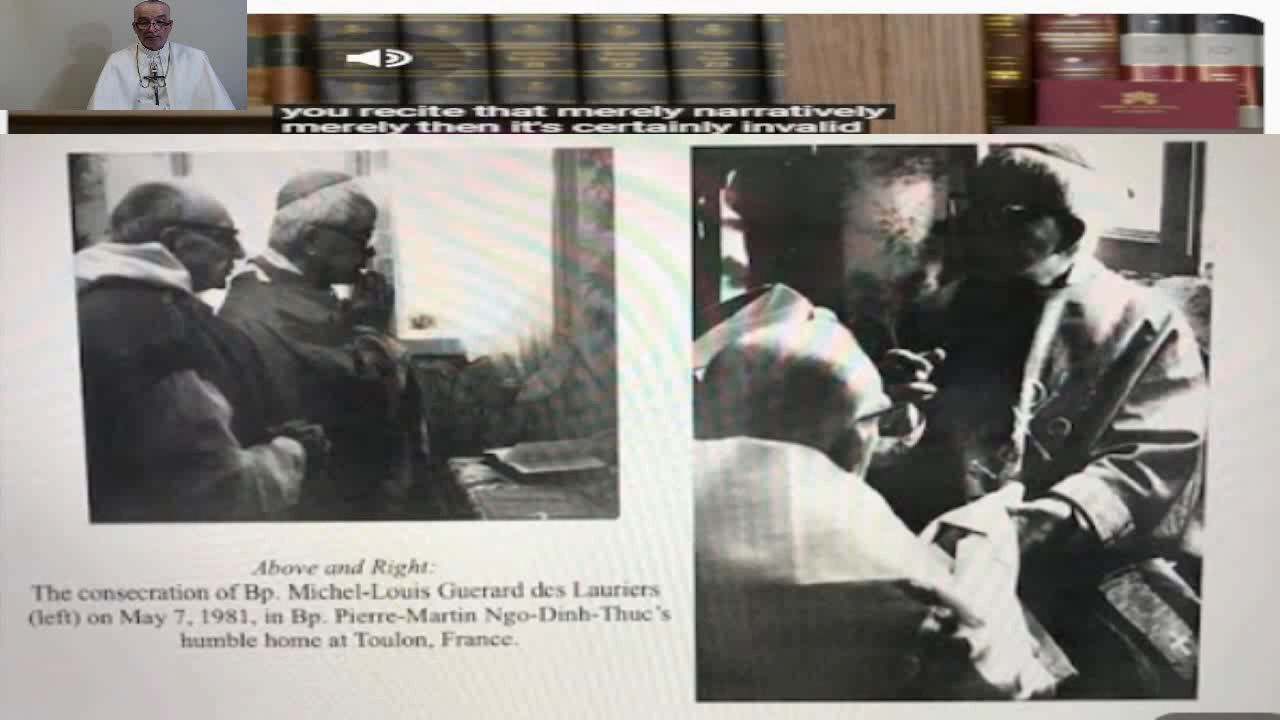 you recite that merely narratively
merely then it's certainly invalid
Above and Right:
The consecration of Bp. Michel-Louis Guerard des Lauriers
(left) on May 7, 1981, in Bp. Pierre-Martin Ngo-Dinh-Thuc's
humble home at Toulon, France.